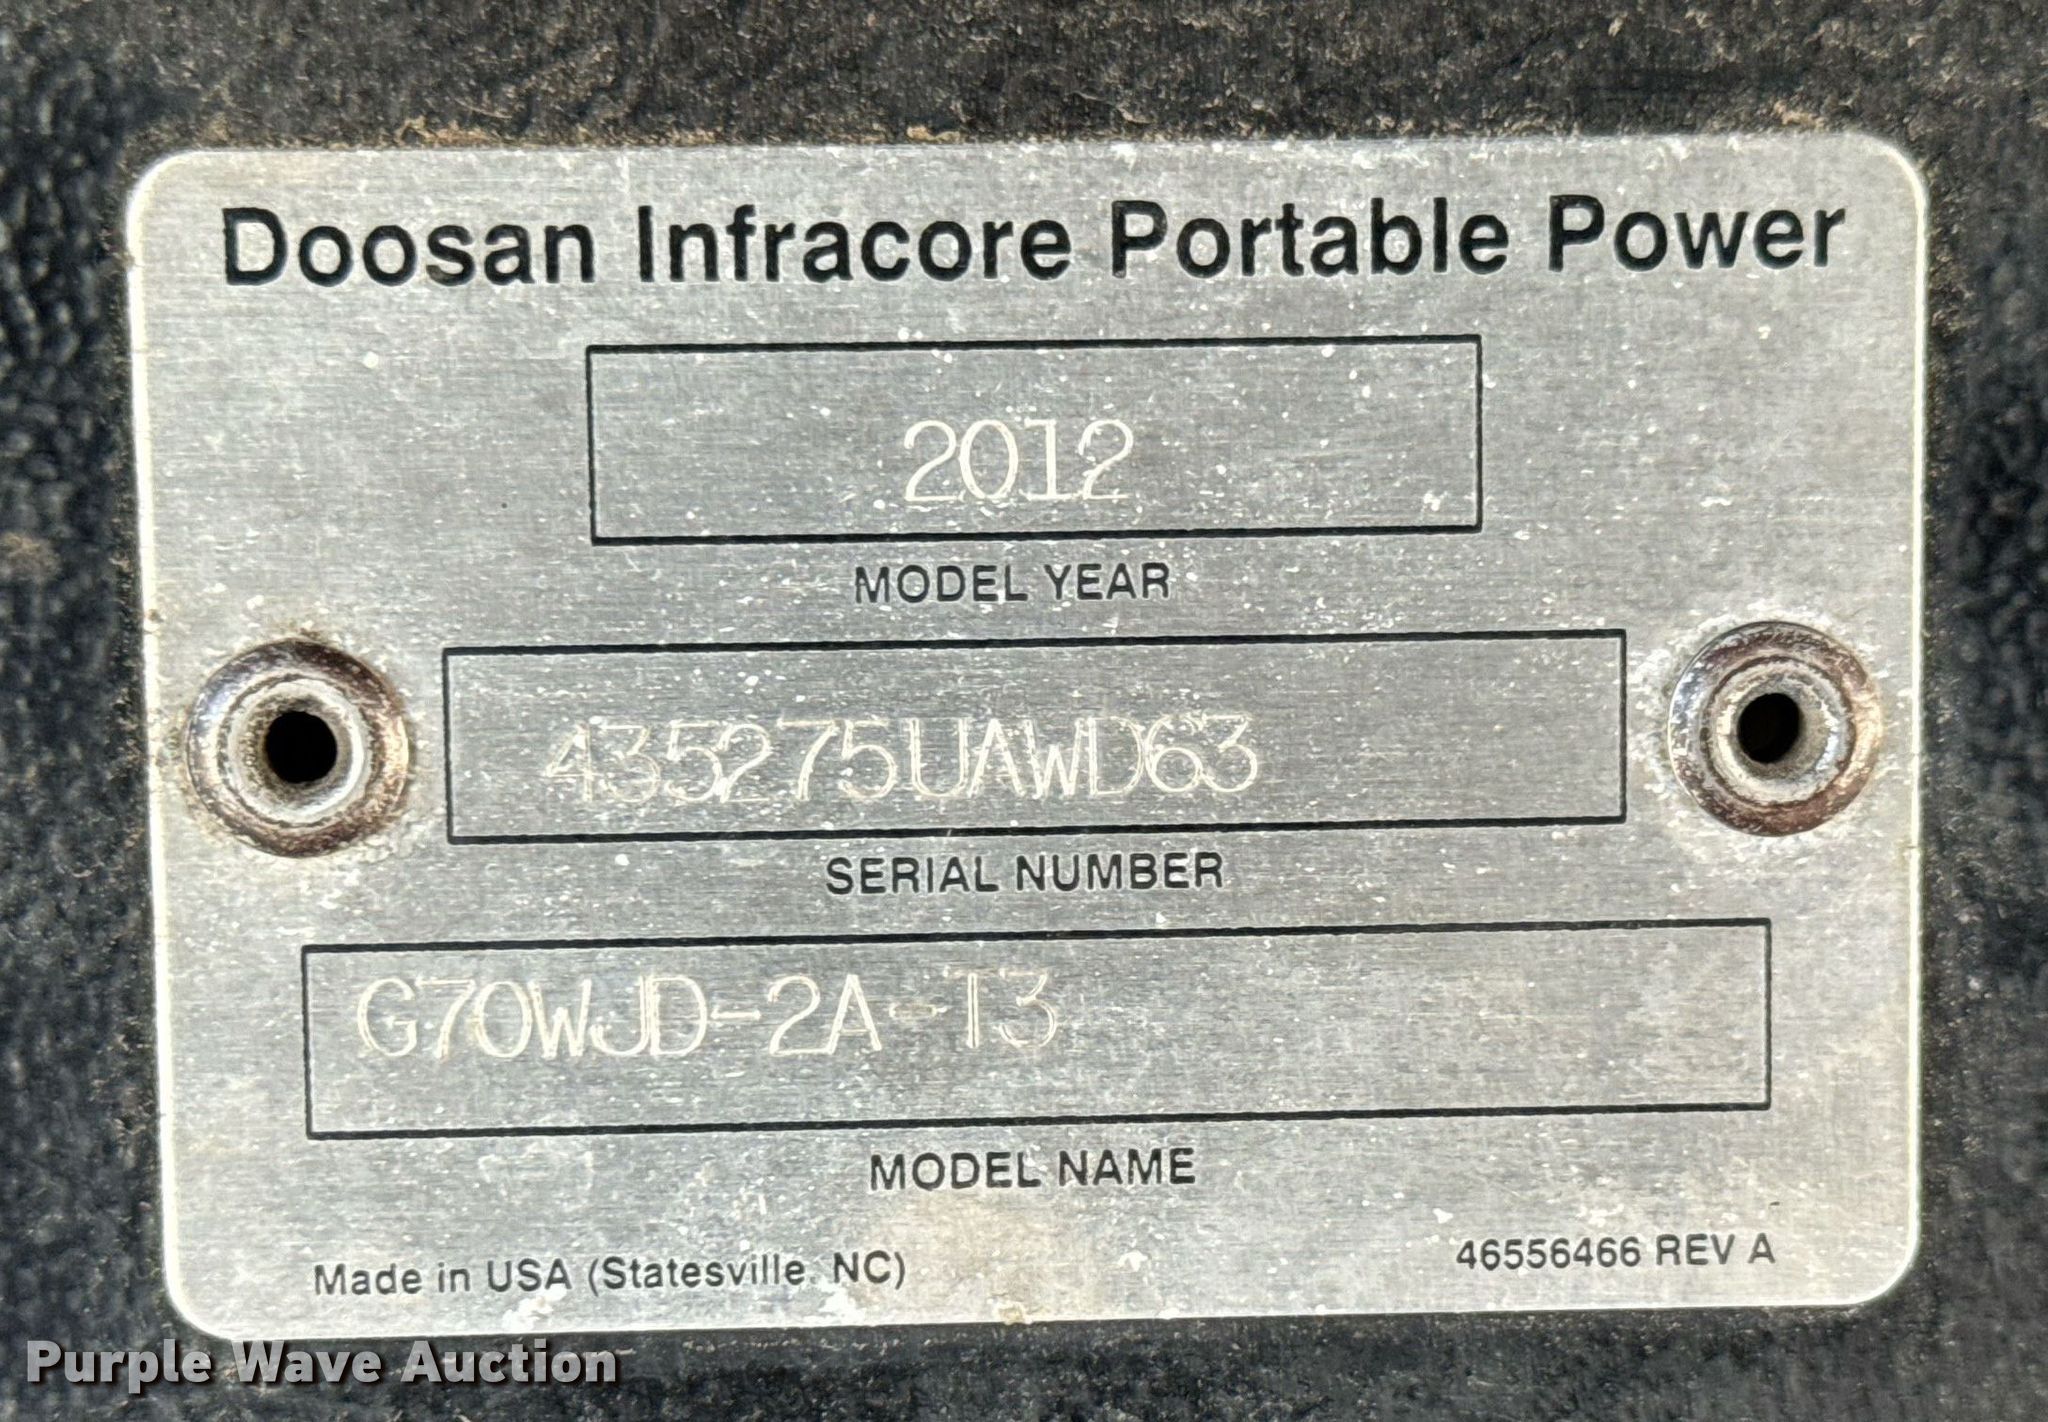 Doosan Infracore Portable Power
2012
MODEL YEAR
435275UAWD63
SERIAL NUMBER
G70WJD-2A-T3
MODEL NAME
Made in USA (Statesville, NC)
46556466 REV A
Purple Wave Auction